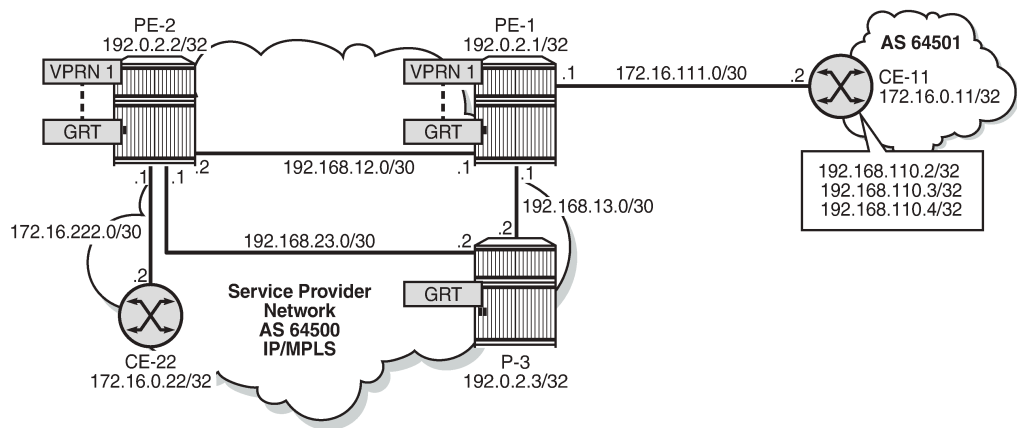 PE-2
192.0.2.2/32
VPRN 1
GRT
PE-1
192.0.2.1/32
VPRN 1
GRT
.1
172.16.111.0/30
.2
AS 64501
CE-11
172.16.0.11/32
192.168.110.2/32
192.168.110.3/32
192.168.110.4/32
.2
192.168.12.0/30
.1
.1
.1
.1
192.168.13.0/30
172.16.222.0/30
192.168.23.0/30
.2
.2
.2
GRT
Service Provider
Network
AS 64500
IP/MPLS
CE-22
172.16.0.22/32
P-3
192.0.2.3/32